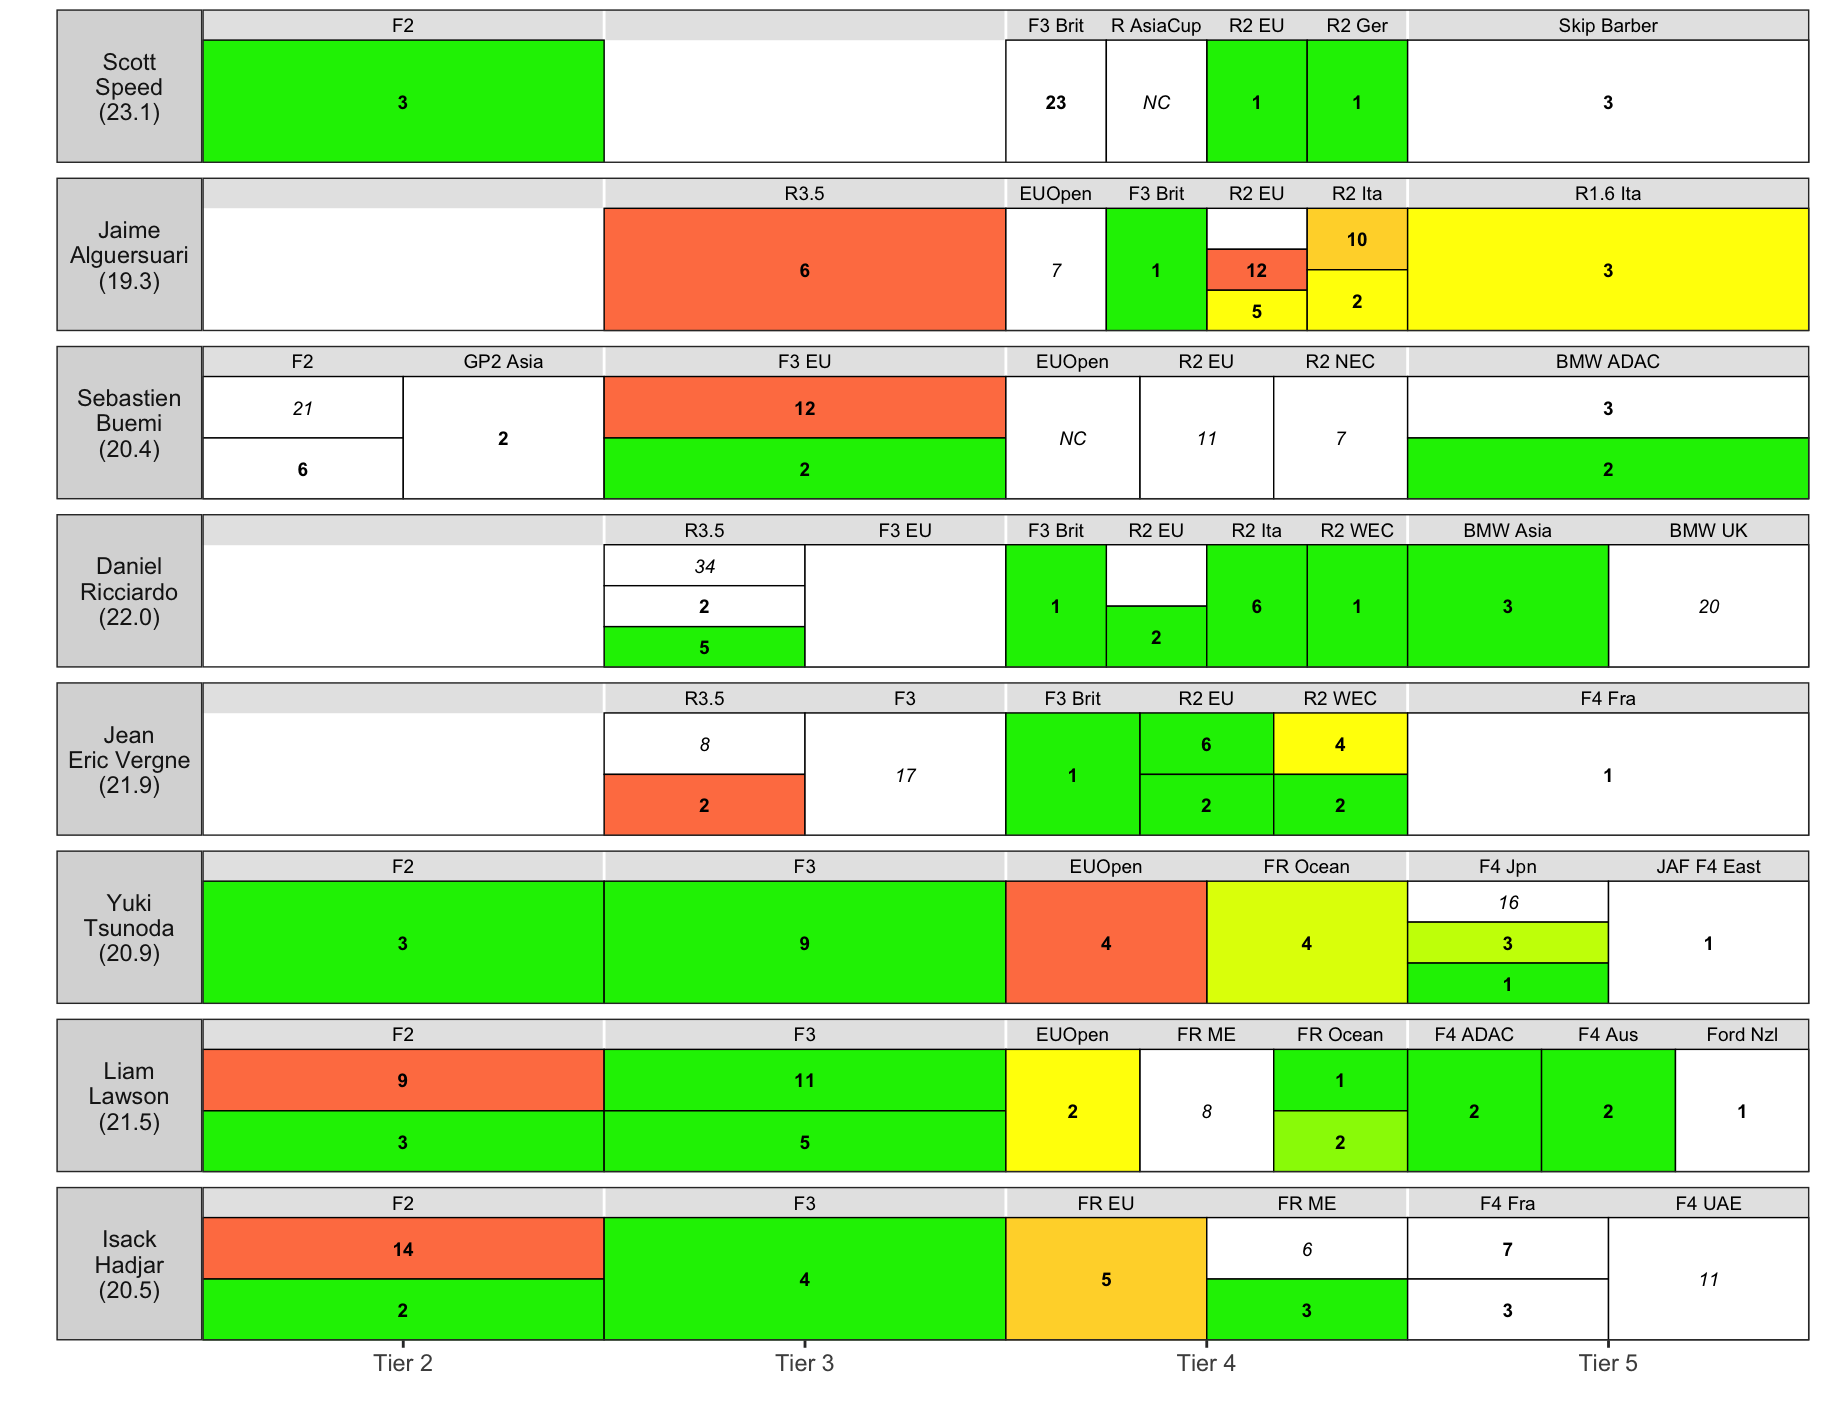 F2 F3 Brit R AsiaCup R2 EU R2 Ger Skip Barber
Scott
Speed
(23.1)
3 23 NC 1 1 3
R3.5 EUOpen F3 Brit R2 EU R2 Ita R1.6 Ita
Jaime
Alguersuari
(19.3)
10
6 7 1 12 3
5 2
F2 GP2 Asia F3 EU EUOpen R2 EU R2 NEC BMW ADAC
Sebastien
Buemi
(20.4)
21 12 3
2 NC 11 7
6 2 2
R3.5 F3 EU F3 Brit R2 EU R2 Ita R2 WEC BMW Asia BMW UK
Daniel
Ricciardo
(22.0)
34
2 1 6 1 3 20
5 2
R3.5 F3 F3 Brit R2 EU R2 WEC F4 Fra
Jean
Eric Vergne
(21.9)
8 6 4
17 1 1
2 2 2
F2 F3 EUOpen FR Ocean F4 Jpn JAF F4 East
Yuki
Tsunoda
(20.9)
16
3 9 4 4 3 1
1
F2 F3 EUOpen FR ME FR Ocean F4 ADAC F4 Aus Ford Nzl
Liam
Lawson
(21.5)
9 11 1
2 8 2 2 1
3 5 2
F2 F3 FR EU FR ME F4 Fra F4 UAE
Isack
Hadjar
(20.5)
14 6 7
4 5 11
2 3 3
Tier 2 Tier 3 Tier 4 Tier 5